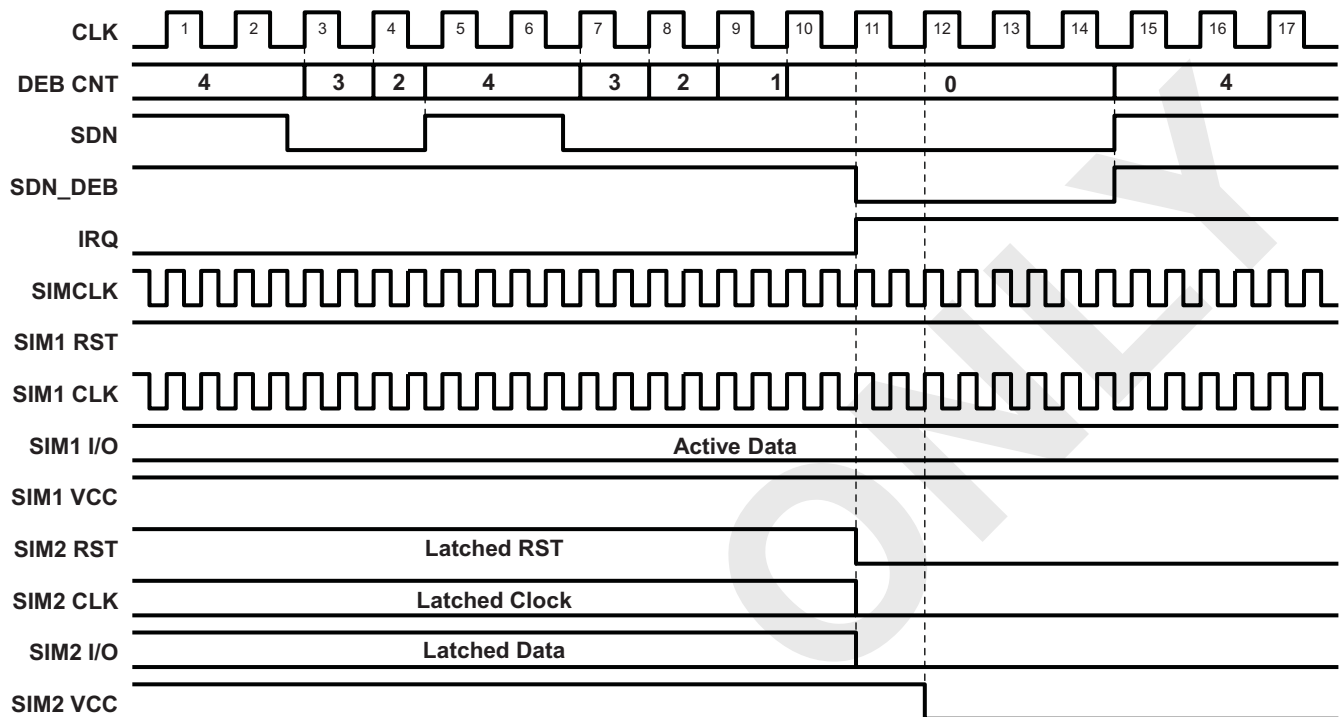 CLK 1 2 3 4 5 6 7 8 9 10 11 12 13 14 15 16 17
DEB CNT 4 3 2 4 3 2 1 0 4
SDN
SDN_DEB
IRQ
SIMCLK
SIM1 RST
SIM1 CLK
SIM1 I/O Active Data
SIM1 VCC
SIM2 RST Latched RST
SIM2 CLK Latched Clock
SIM2 I/O Latched Data
SIM2 VCC
ONLY